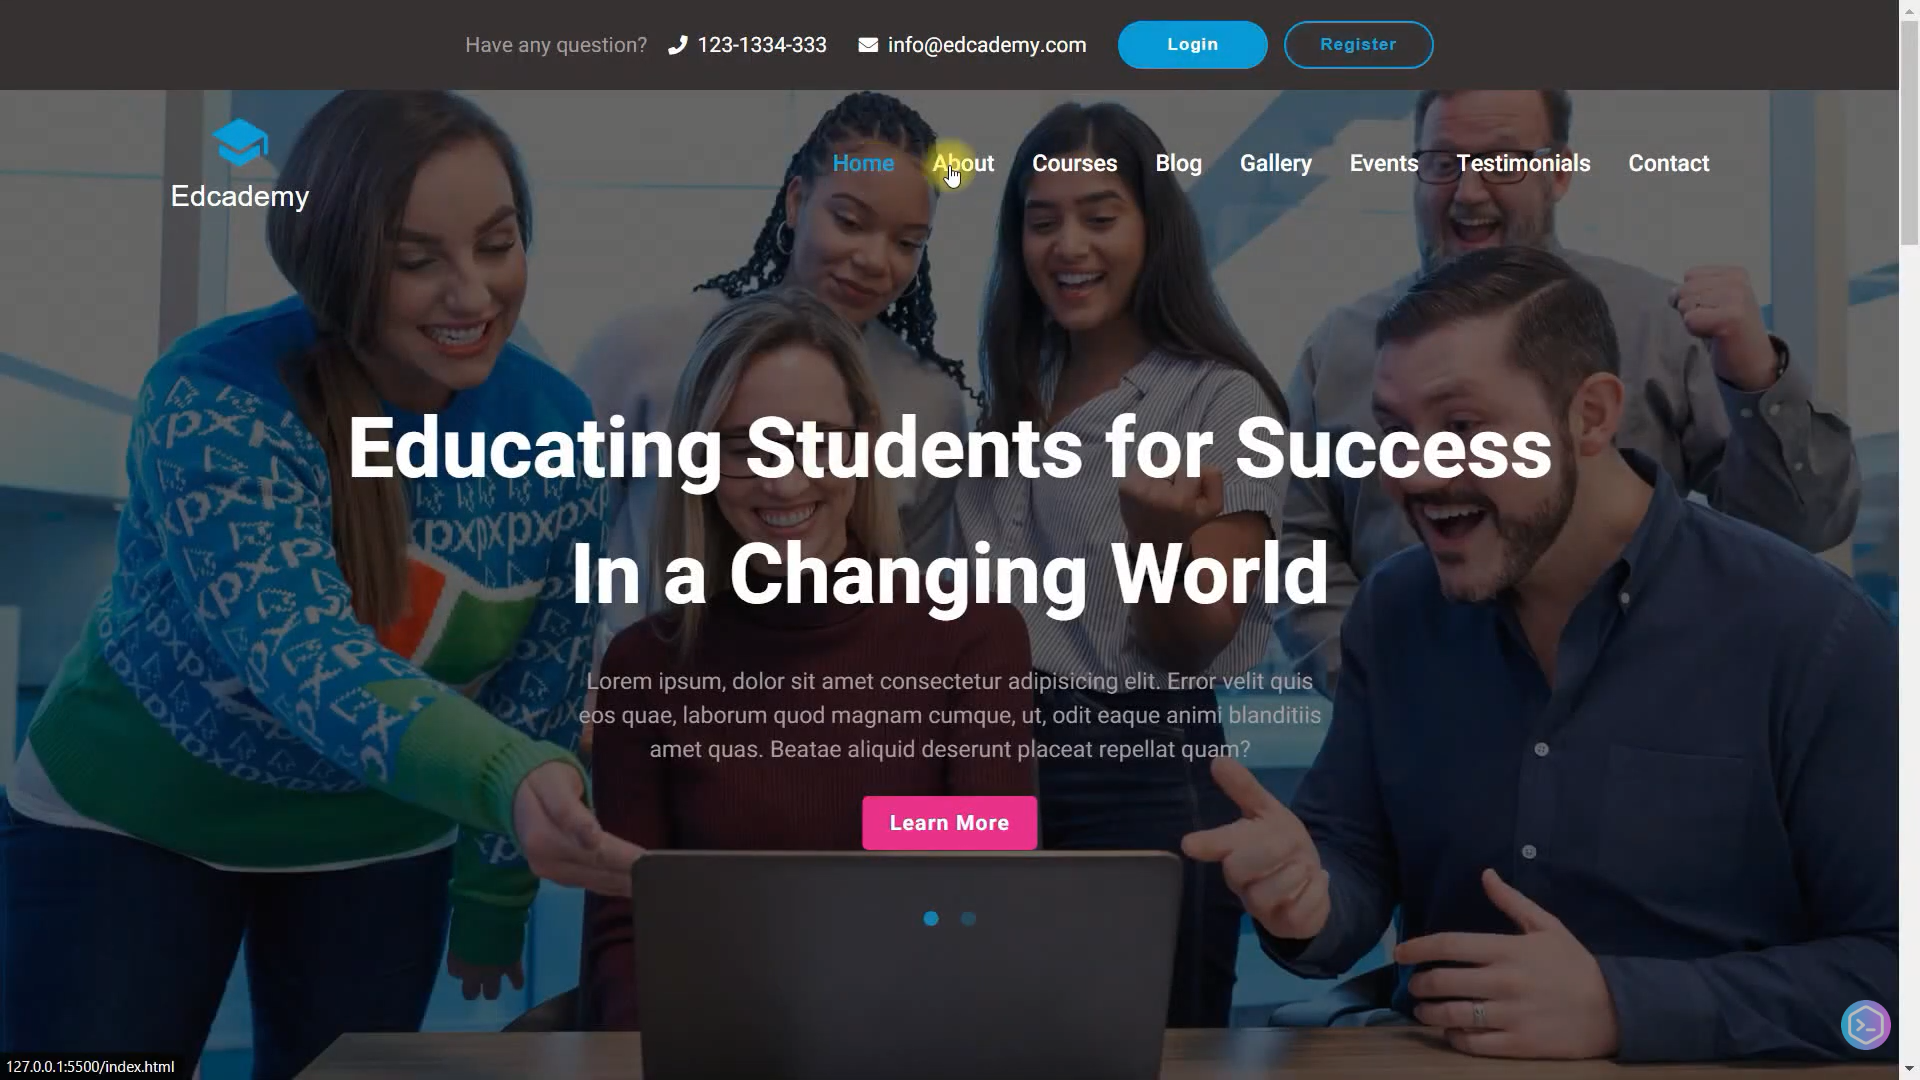 Have any question? 123-1334-333 info@edcademy.com Login Register
Edcademy
Home About Courses Blog Gallery Events Testimonials Contact
Educating Students for Success
In a Changing World
Lorem ipsum, dolor sit amet consectetur adipisicing elit. Error velit quis
eos quae, laborum quod magnam cumque, ut, odit eaque animi blanditiis
amet quas. Beatae aliquid deserunt placeat repellat quam?
Learn More
127.0.0.1:5500/index.html